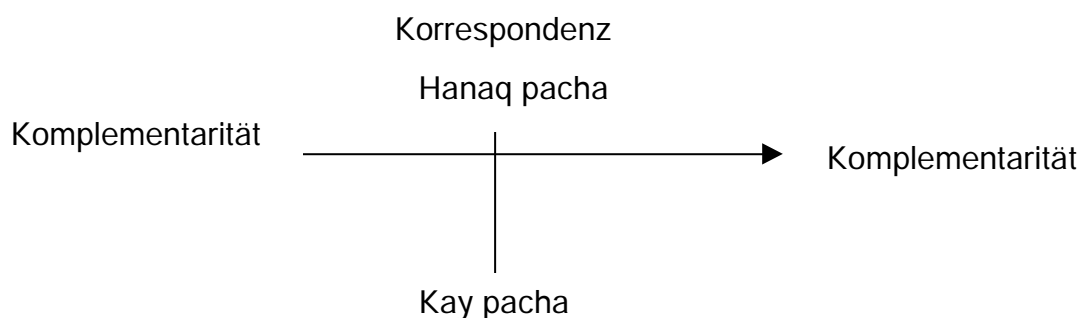 Korrespondenz
Hanaq pacha
Komplementarität
Komplementarität
Kay pacha